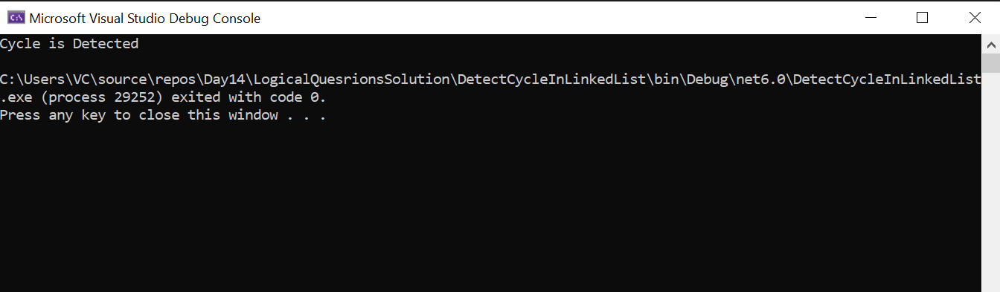 Microsoft Visual Studio Debug Console
Cycle is Detected
C:\Users\VC\source\repos\Day14\LogicalQuesrionsSolution\DetectCycleInLinkedList\bin\Debug\net6.0\DetectCycleInLinkedList
.exe (process 29252) exited with code 0.
Press any key to close this window . . .